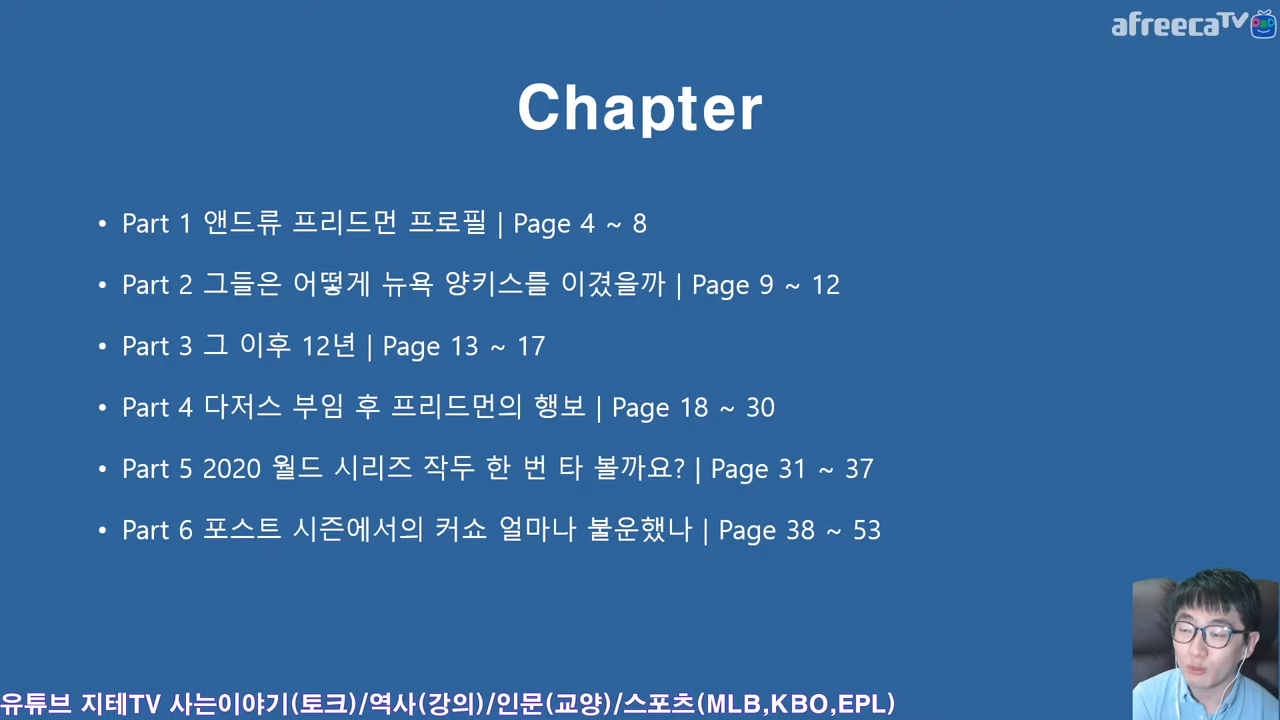 afreecaTV
Chapter
• Part 1 앤드류 프리드먼 프로필 | Page 4 ~ 8
• Part 2 그들은 어떻게 뉴욕 양키스를 이겼을까 | Page 9 ~ 12
• Part 3 그 이후 12년 | Page 13 ~ 17
• Part 4 다저스 부임 후 프리드먼의 행보 | Page 18 ~ 30
• Part 5 2020 월드 시리즈 작두 한 번 타 볼까요? | Page 31 ~ 37
• Part 6 포스트 시즌에서의 커쇼 얼마나 불운했나 | Page 38 ~ 53
유튜브 지테TV 사는이야기(토크)/역사(강의)/인문(교양)/스포츠(MLB,KBO,EPL)